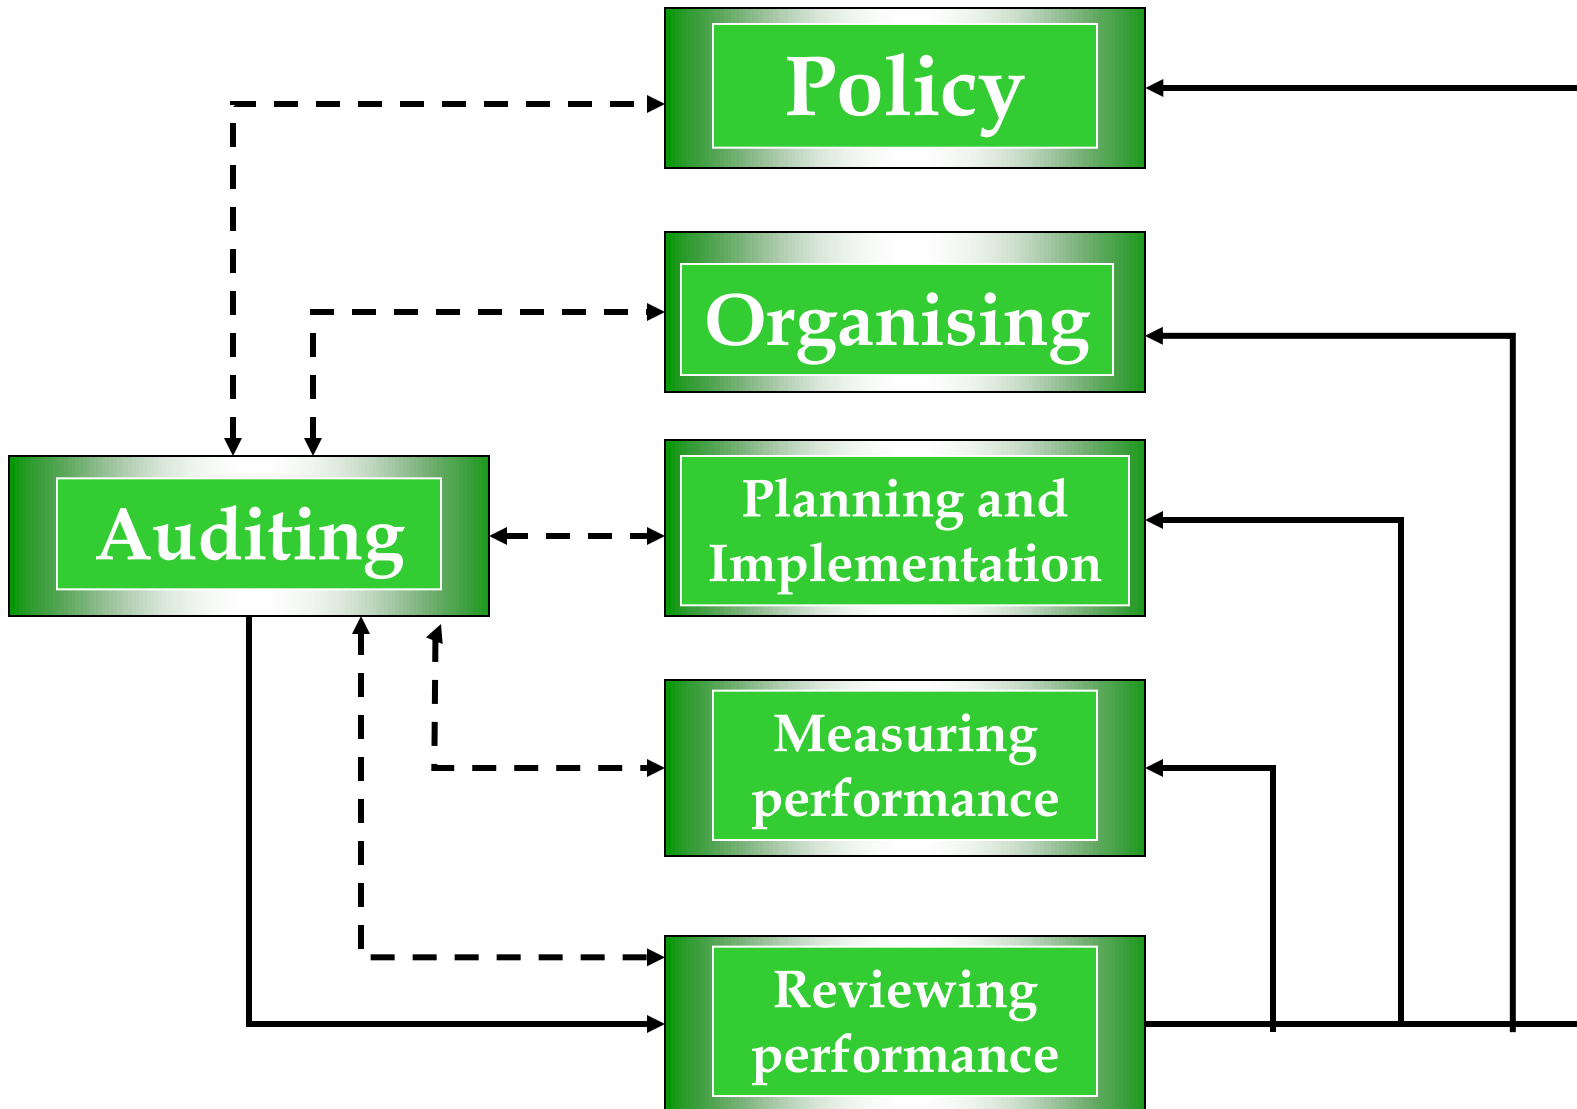 Policy
Organising
Auditing
Planning and
Implementation
Measuring
performance
Reviewing
performance